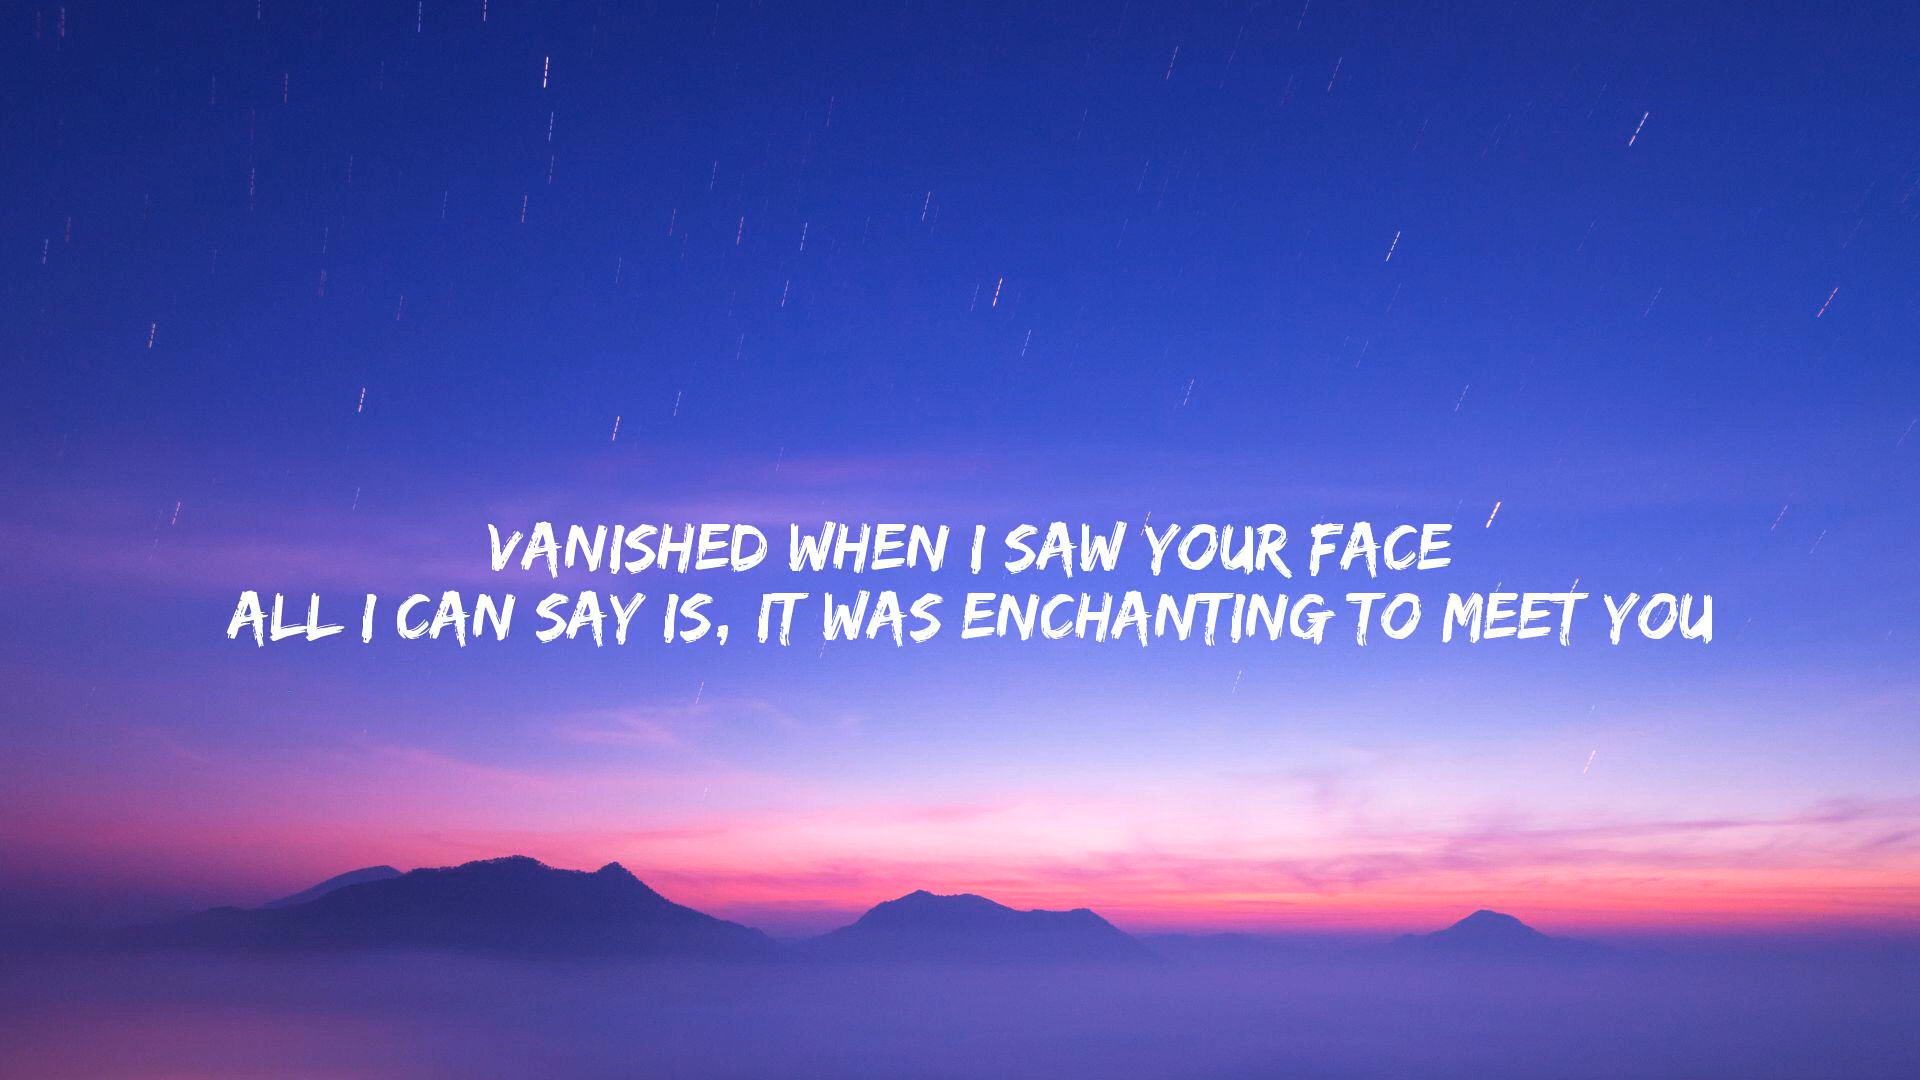 VANISHED WHEN I SAW YOUR FACE
ALL I CAN SAY IS, IT WAS ENCHANTING TO MEET YOU